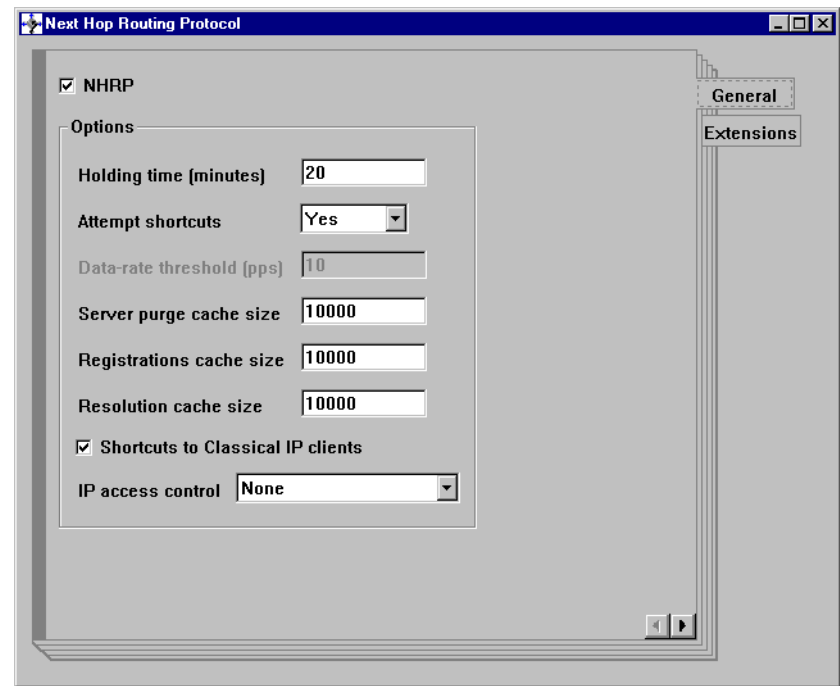 Next Hop Routing Protocol
NHRP
General
Extensions
Options
Holding time (minutes) 20
Attempt shortcuts Yes
Data-rate threshold (pps) 10
Server purge cache size 10000
Registrations cache size 10000
Resolution cache size 10000
Shortcuts to Classical IP clients
IP access control None